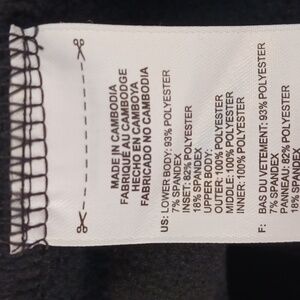 MADE IN CAMBODIA
FABRIQUE AU CAMBODGE
HECHO EN CAMBOYA
FABRICADO NO CAMBODIA
US: LOWER BODY: 93% POLYESTER
7% SPANDEX
INSET: 82% POLYESTER
18% SPANDEX
UPPER BODY:
OUTER: 100% POLYESTER
MIDDLE: 100% POLYESTER
INNER: 100% POLYESTER
F: BAS DU VETEMENT: 93% POLYESTER
7% SPANDEX
PANNEAU: 82% POLYESTER
18% SPANDEX